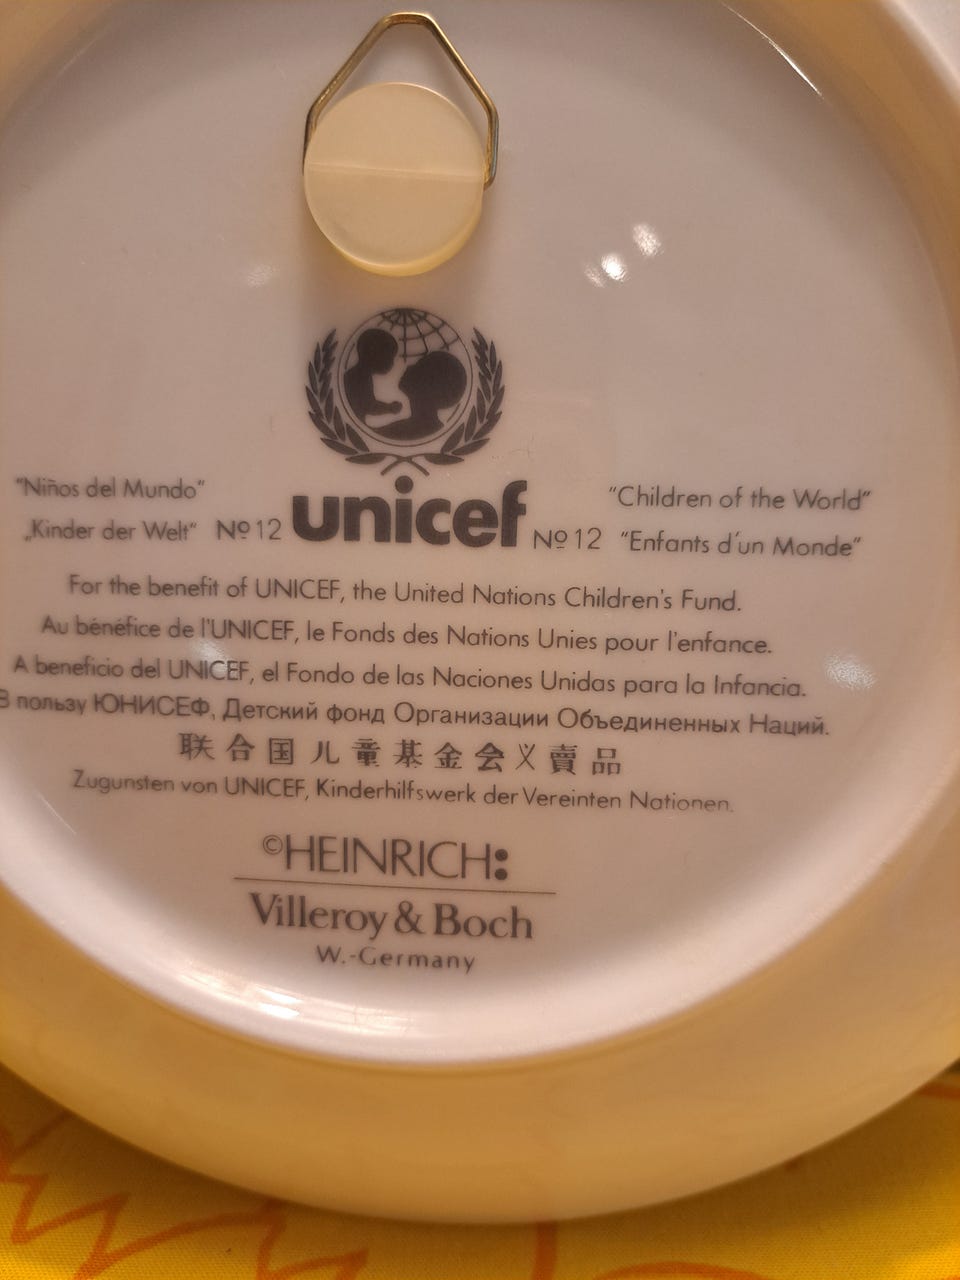 unicef
"Niños del Mundo"
"Children of the World"
„Kinder der Welt" Nº 12
Nº 12 "Enfants d'un Monde"
For the benefit of UNICEF, the United Nations Children's Fund.
Au bénéfice de l'UNICEF, le Fonds des Nations Unies pour l'enfance.
A beneficio del UNICEF, el Fondo de las Naciones Unidas para la Infancia.
В пользу ЮНИСЕФ, Детский фонд Организации Объединенных Наций.
联合国儿童基金会义賣品
Zugunsten von UNICEF, Kinderhilfswerk der Vereinten Nationen.
©HEINRICH:
Villeroy & Boch
W.-Germany